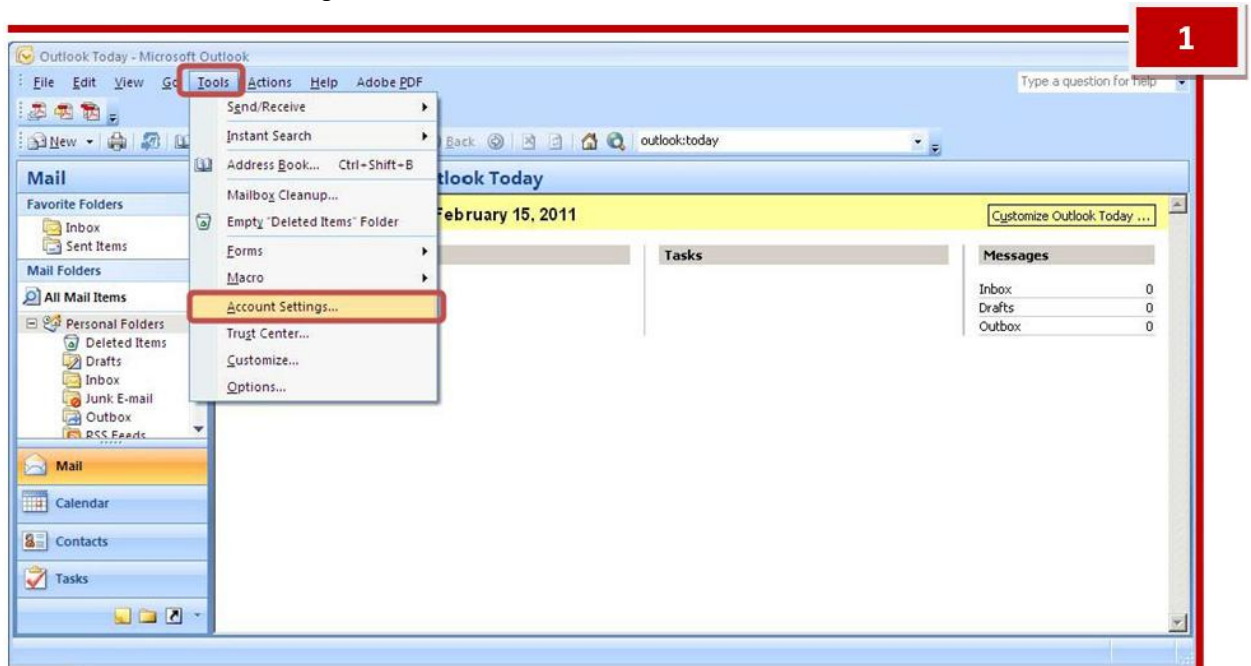 1
Outlook Today - Microsoft Outlook
File Edit View Go Tools Actions Help Adobe PDF
Type a question for help
New Back outlook:today
Send/Receive
Instant Search
Address Book... Ctrl+Shift+B
Mailbox Cleanup...
Empty "Deleted Items" Folder
Forms
Macro
Account Settings...
Trust Center...
Customize...
Options...
Mail
Favorite Folders
Inbox
Sent Items
Mail Folders
All Mail Items
Personal Folders
Deleted Items
Drafts
Inbox
Junk E-mail
Outbox
RSS Feeds
Mail
Calendar
Contacts
Tasks
tlook Today
February 15, 2011
Customize Outlook Today ...
Tasks
Messages
Inbox 0
Drafts 0
Outbox 0